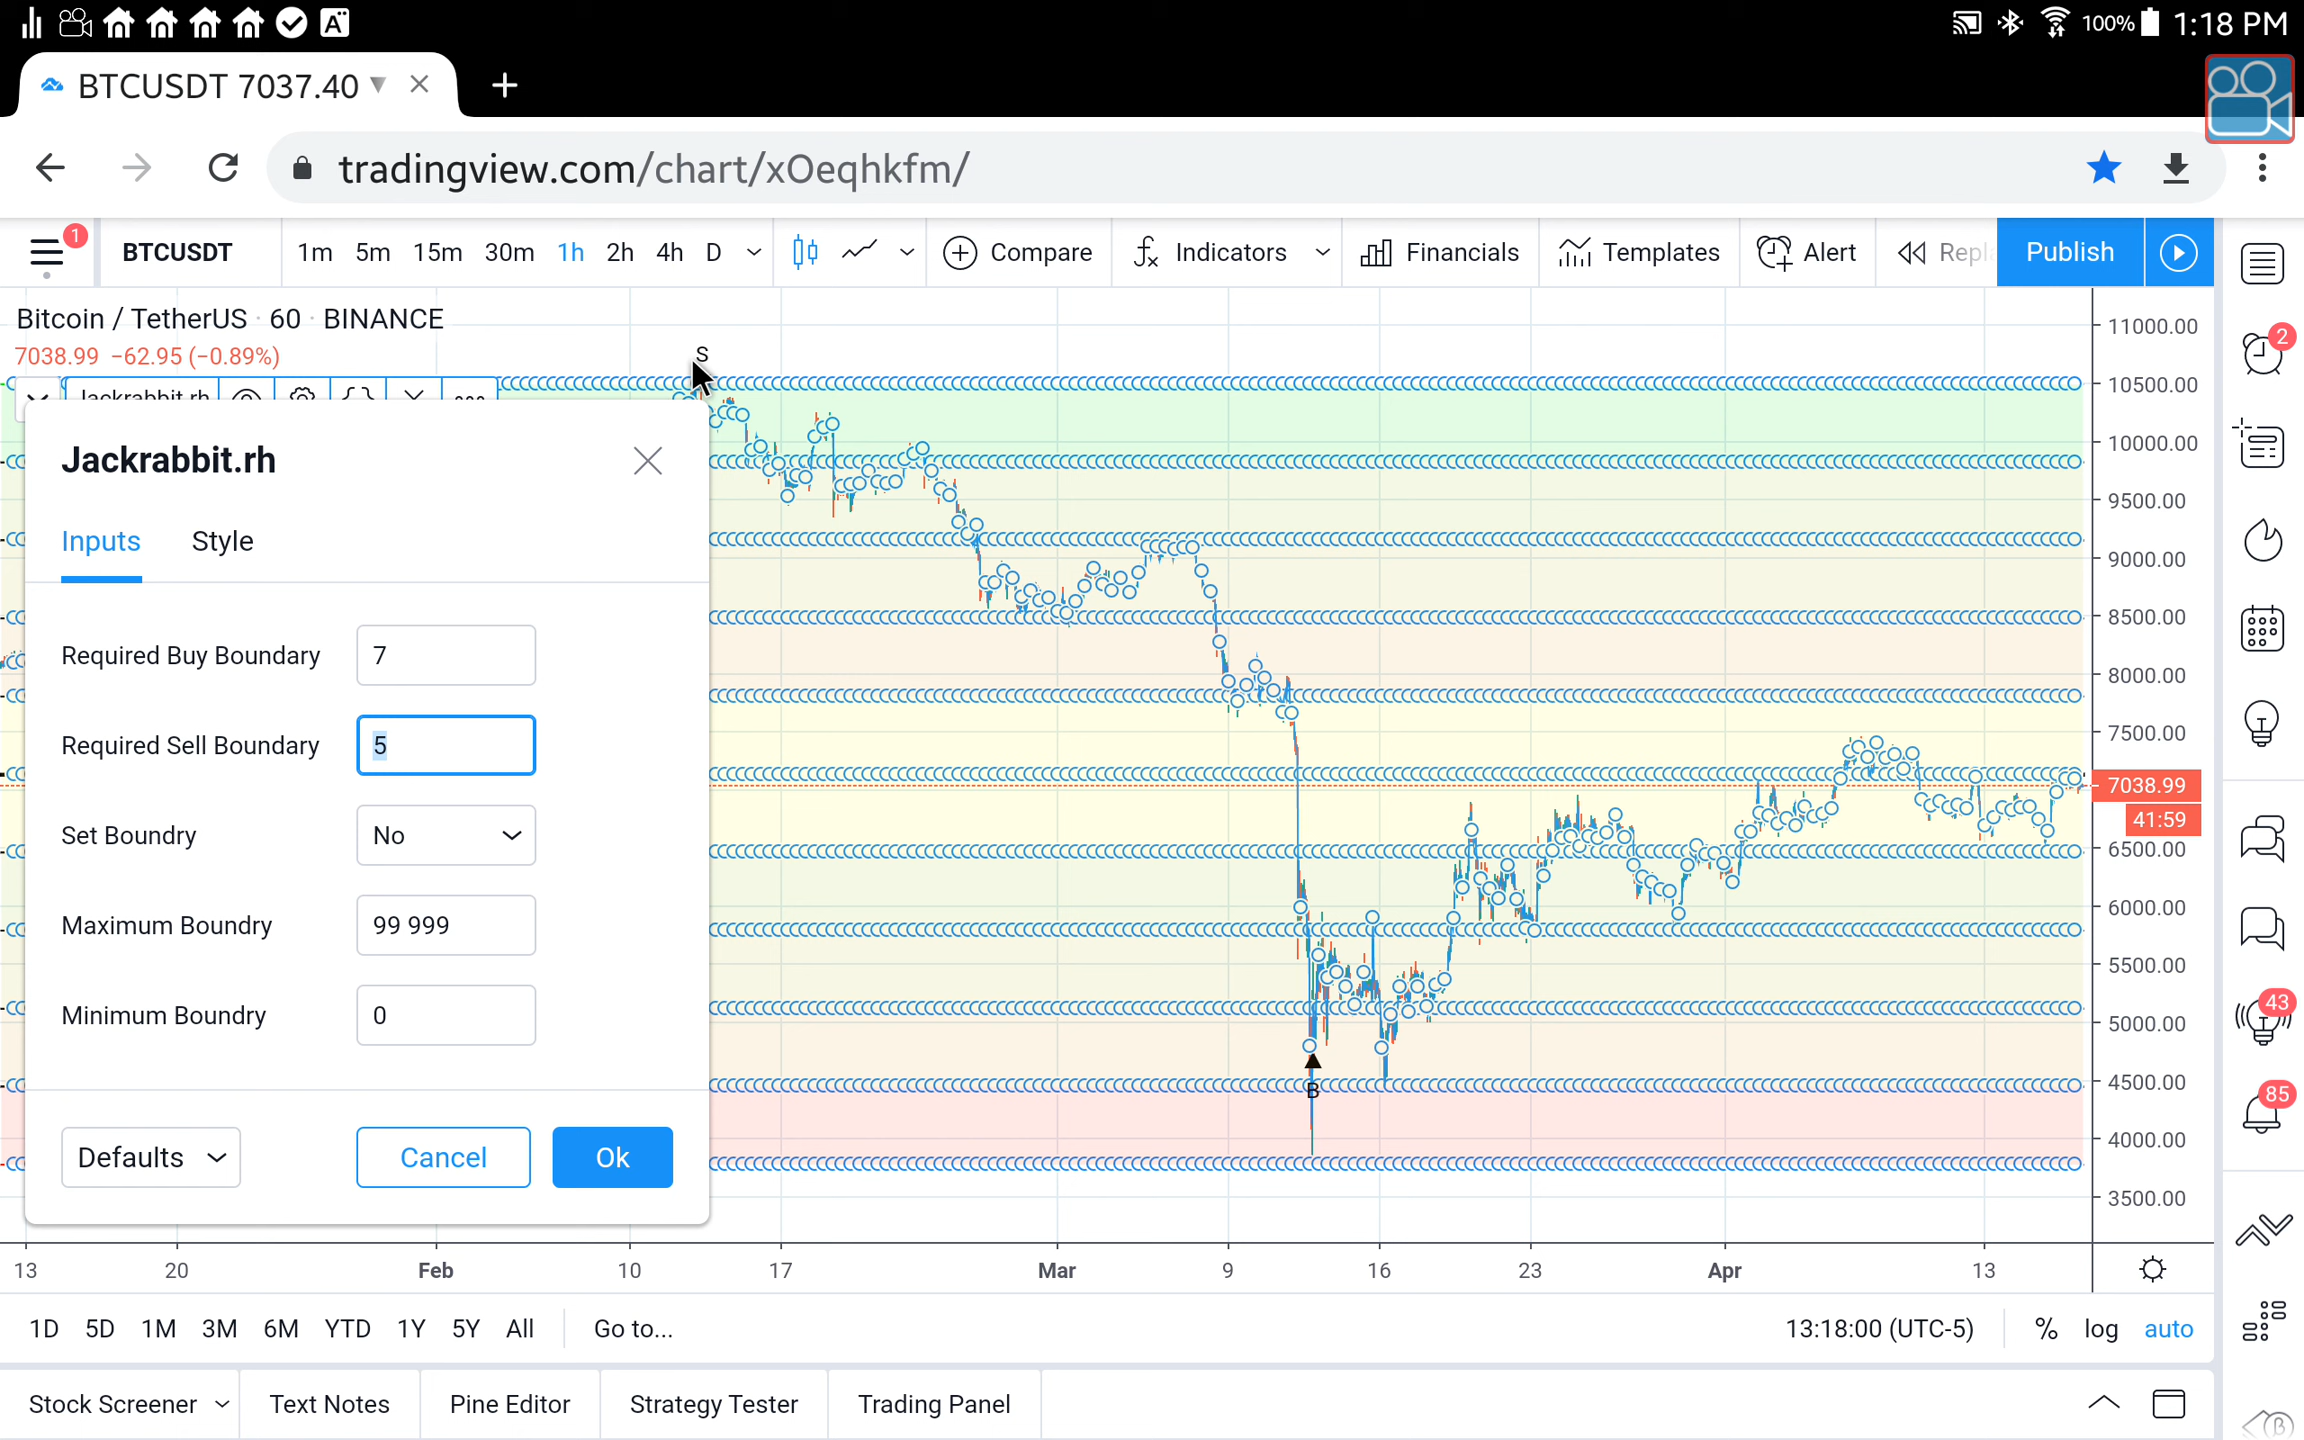 100% 1:18 PM
BTCUSDT 7037.40
tradingview.com/chart/xOeqhkfm/
1
BTCUSDT 1m 5m 15m 30m 1h 2h 4h D Compare Indicators Financials Templates Alert Repl Publish
Bitcoin / TetherUS · 60 · BINANCE
7038.99 −62.95 (−0.89%)
S
Jackrabbit.rh
Jackrabbit.rh
Inputs Style
Required Buy Boundary 7
Required Sell Boundary 5
Set Boundry No
Maximum Boundry 99 999
Minimum Boundry 0
Defaults Cancel Ok
B
11000.00
10500.00
10000.00
9500.00
9000.00
8500.00
8000.00
7500.00
7038.99
41:59
6500.00
6000.00
5500.00
5000.00
4500.00
4000.00
3500.00
2
43
85
β
13 20 Feb 10 17 Mar 9 16 23 Apr 13
1D 5D 1M 3M 6M YTD 1Y 5Y All Go to... 13:18:00 (UTC-5) % log auto
Stock Screener Text Notes Pine Editor Strategy Tester Trading Panel